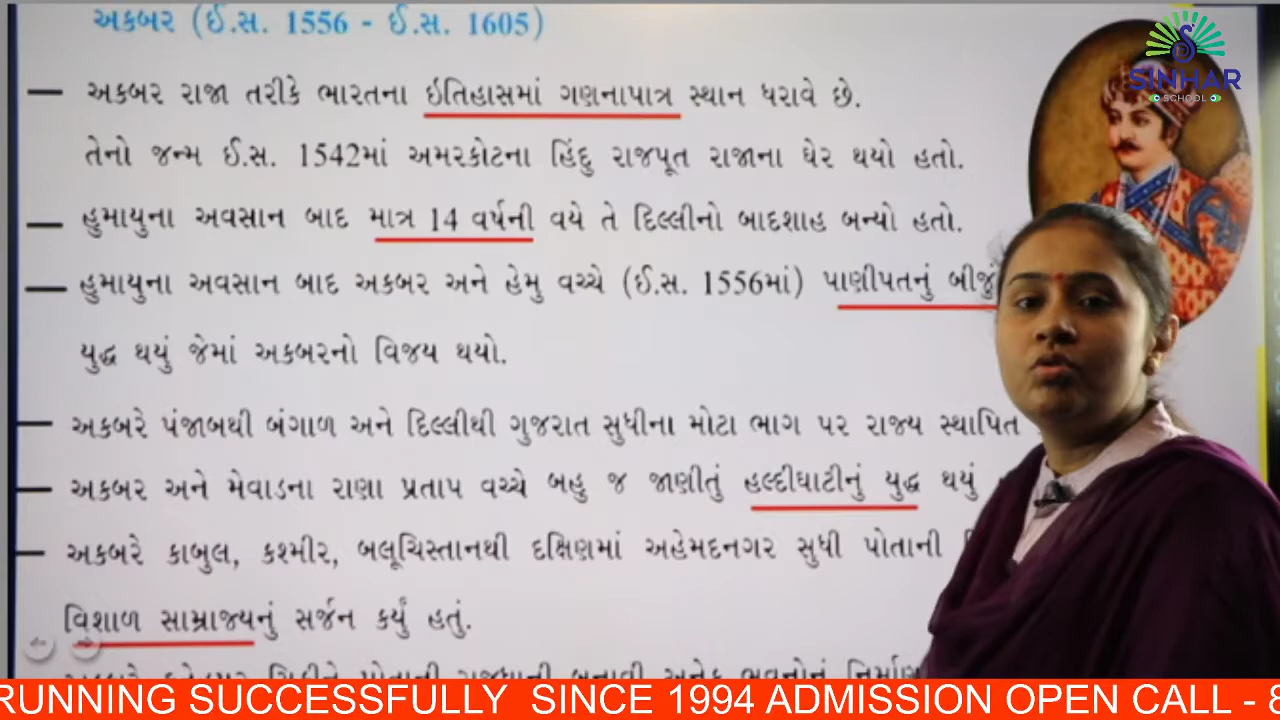 અકબર (ઈ.સ. 1556 - ઈ.સ. 1605)
SINHAR
SCHOOL
— અકબર રાજા તરીકે ભારતના ઇતિહાસમાં ગણનાપાત્ર સ્થાન ધરાવે છે.
તેનો જન્મ ઈ.સ. 1542માં અમરકોટના હિંદુ રાજપૂત રાજાના ઘેર થયો હતો.
— હુમાયુના અવસાન બાદ માત્ર 14 વર્ષની વયે તે દિલ્લીનો બાદશાહ બન્યો હતો.
— હુમાયુના અવસાન બાદ અકબર અને હેમુ વચ્ચે (ઈ.સ. 1556માં) પાણીપતનું બીજું
યુદ્ધ થયું જેમાં અકબરનો વિજય થયો.
— અકબરે પંજાબથી બંગાળ અને દિલ્લીથી ગુજરાત સુધીના મોટા ભાગ પર રાજ્ય સ્થાપિત
— અકબર અને મેવાડના રાણા પ્રતાપ વચ્ચે બહુ જ જાણીતું હલ્દીઘાટીનું યુદ્ધ થયું
— અકબરે કાબુલ, કશ્મીર, બલૂચિસ્તાનથી દક્ષિણમાં અહેમદનગર સુધી પોતાની
વિશાળ સામ્રાજ્યનું સર્જન કર્યું હતું.
RUNNING SUCCESSFULLY SINCE 1994 ADMISSION OPEN CALL - 8